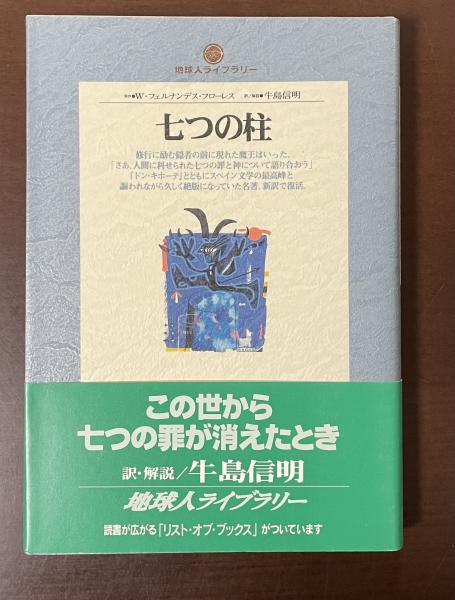 地球人ライブラリー
原作●W・フェルナンデス・フローレス 訳/解説●牛島信明
七つの柱
修行に励む隠者の前に現れた魔王はいった。
「さあ、人間に科せられた七つの罪と神について語り合おう」
「ドン・キホーテ」とともにスペイン文学の最高峰と
謳われながら久しく絶版になっていた名著、新訳で復活。
この世から
七つの罪が消えたとき
訳・解説/牛島信明
地球人ライブラリー
読書が広がる「リスト・オブ・ブックス」がついています